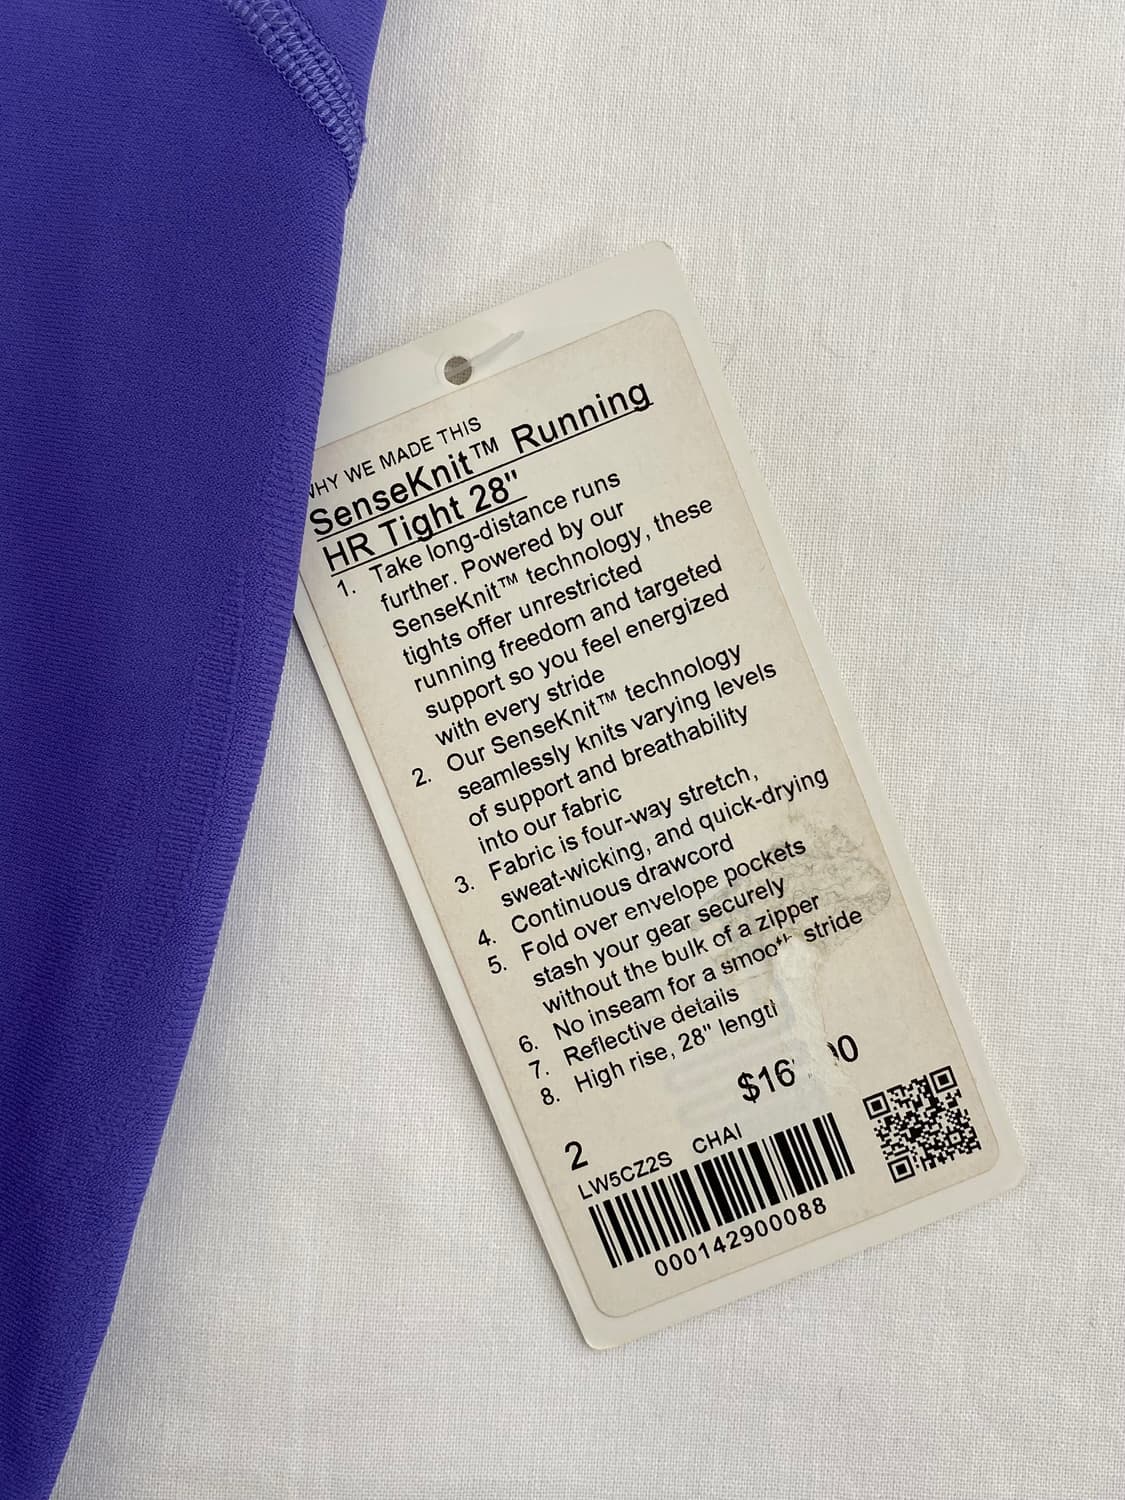 WHY WE MADE THIS
SenseKnit™ Running
HR Tight 28"
1. Take long-distance runs
further. Powered by our
SenseKnit™ technology, these
tights offer unrestricted
running freedom and targeted
support so you feel energized
with every stride
2. Our SenseKnit™ technology
seamlessly knits varying levels
of support and breathability
into our fabric
3. Fabric is four-way stretch,
sweat-wicking, and quick-drying
4. Continuous drawcord
5. Fold over envelope pockets
stash your gear securely
without the bulk of a zipper
6. No inseam for a smooth stride
7. Reflective details
8. High rise, 28" length
2
LW5CZ2S CHAI
000142900088